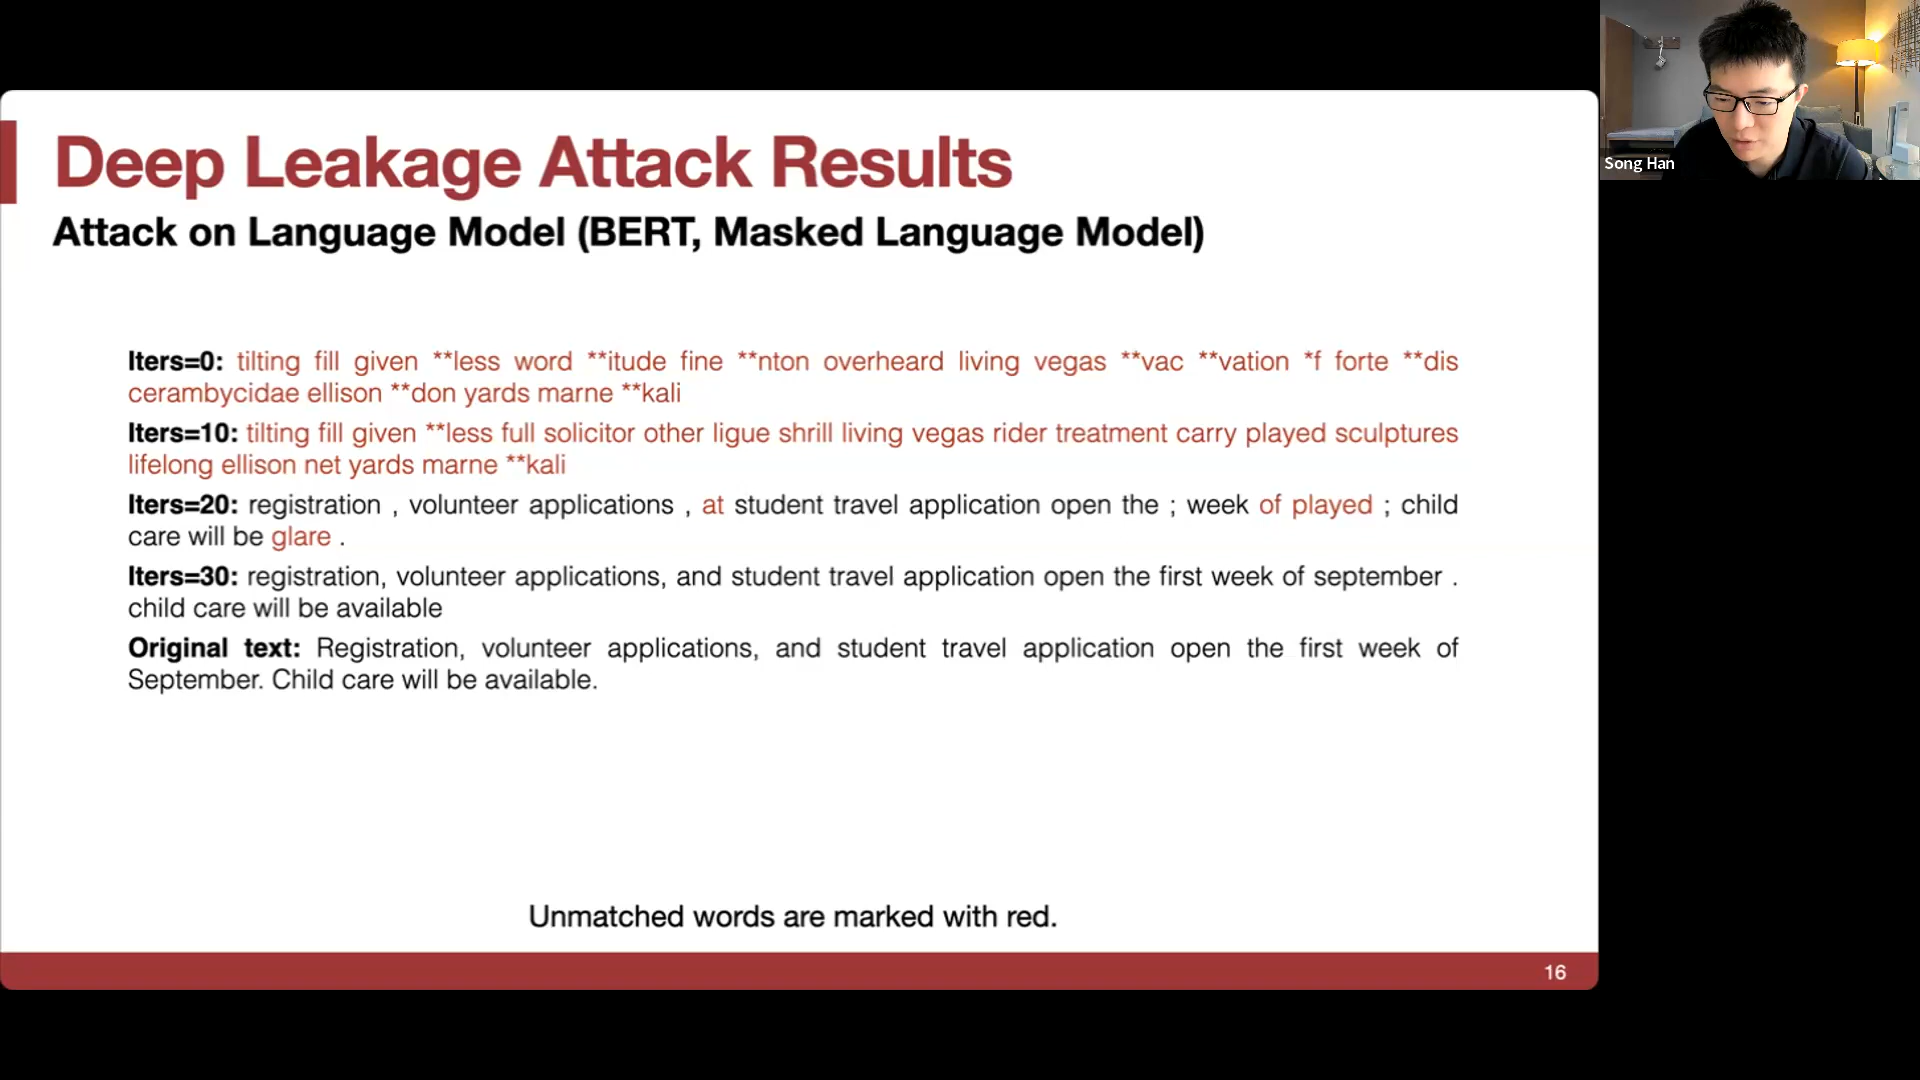 Deep Leakage Attack Results
Attack on Language Model (BERT, Masked Language Model)
Iters=0: tilting fill given **less word **itude fine **nton overheard living vegas **vac **vation *f forte **dis
cerambycidae ellison **don yards marne **kali
Iters=10: tilting fill given **less full solicitor other ligue shrill living vegas rider treatment carry played sculptures
lifelong ellison net yards marne **kali
Iters=20: registration , volunteer applications , at student travel application open the ; week of played ; child
care will be glare .
Iters=30: registration, volunteer applications, and student travel application open the first week of september .
child care will be available
Original text: Registration, volunteer applications, and student travel application open the first week of
September. Child care will be available.
Unmatched words are marked with red.
16
Song Han